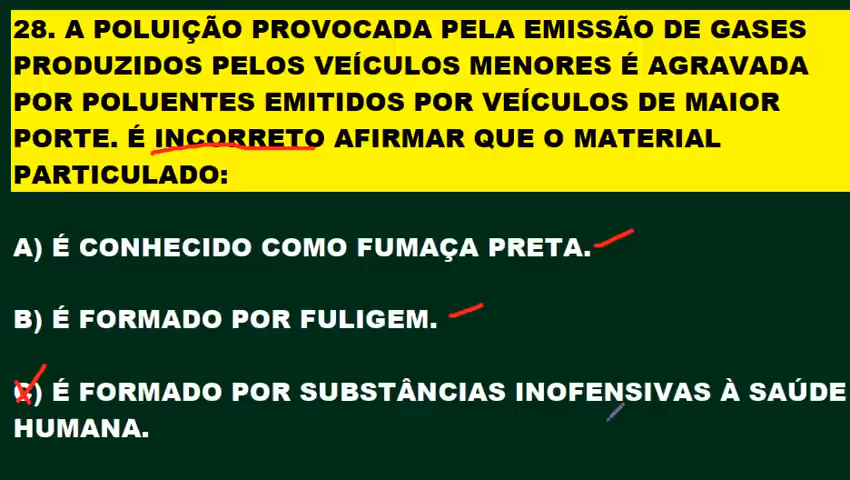 28. A POLUIÇÃO PROVOCADA PELA EMISSÃO DE GASES
PRODUZIDOS PELOS VEÍCULOS MENORES É AGRAVADA
POR POLUENTES EMITIDOS POR VEÍCULOS DE MAIOR
PORTE. É INCORRETO AFIRMAR QUE O MATERIAL
PARTICULADO:
A) É CONHECIDO COMO FUMAÇA PRETA.
B) É FORMADO POR FULIGEM.
C) É FORMADO POR SUBSTÂNCIAS INOFENSIVAS À SAÚDE
HUMANA.